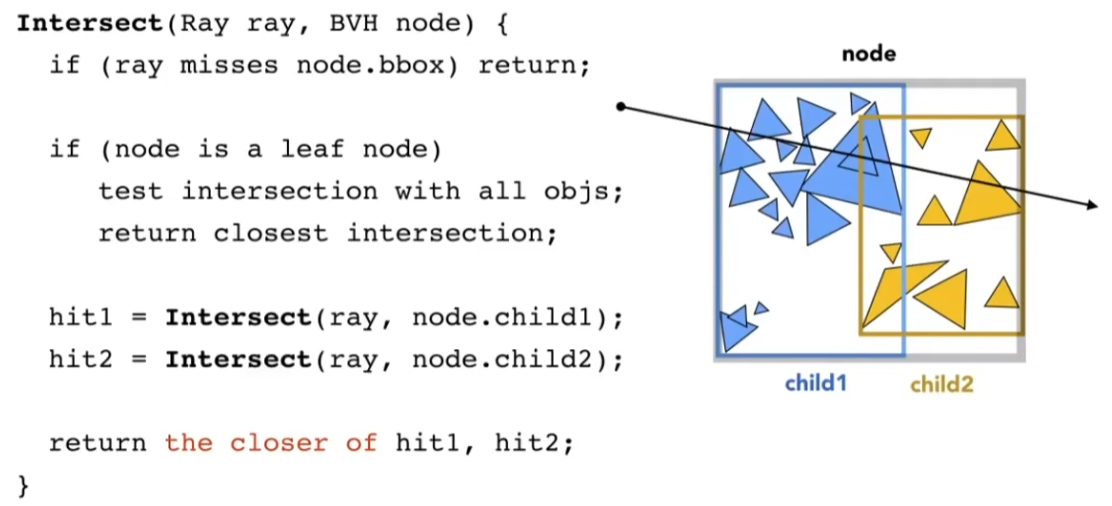 Intersect(Ray ray, BVH node) {
if (ray misses node.bbox) return;
if (node is a leaf node)
test intersection with all objs;
return closest intersection;
hit1 = Intersect(ray, node.child1);
hit2 = Intersect(ray, node.child2);
return the closer of hit1, hit2;
}
node
child1
child2